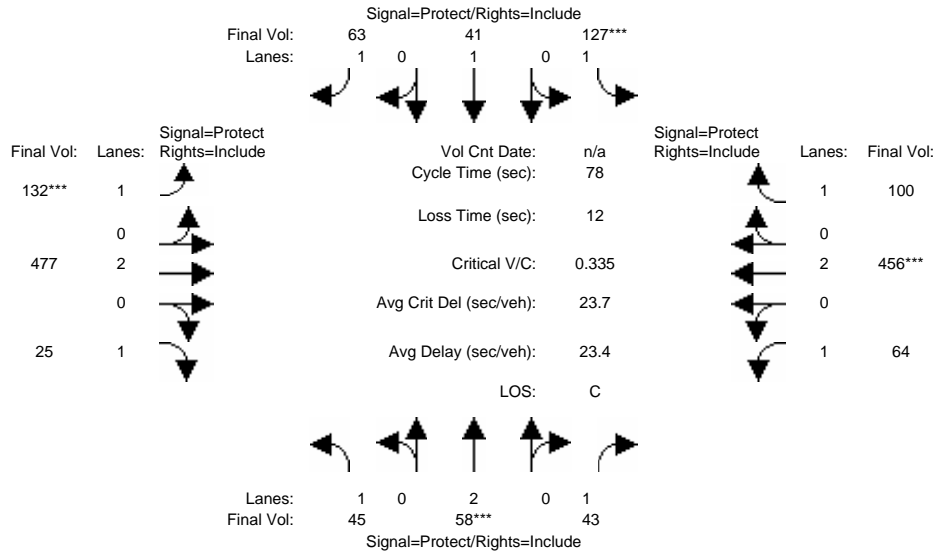 Signal=Protect/Rights=Include
Final Vol: 63 41 127***
Lanes: 1 0 1 0 1
Signal=Protect Signal=Protect
Final Vol: Lanes: Rights=Include Vol Cnt Date: n/a Rights=Include Lanes: Final Vol:
Cycle Time (sec): 78
132*** 1 1 100
Loss Time (sec): 12
0 0
477 2 Critical V/C: 0.335 2 456***
0 Avg Crit Del (sec/veh): 23.7 0
25 1 Avg Delay (sec/veh): 23.4 1 64
LOS: C
Lanes: 1 0 2 0 1
Final Vol: 45 58*** 43
Signal=Protect/Rights=Include